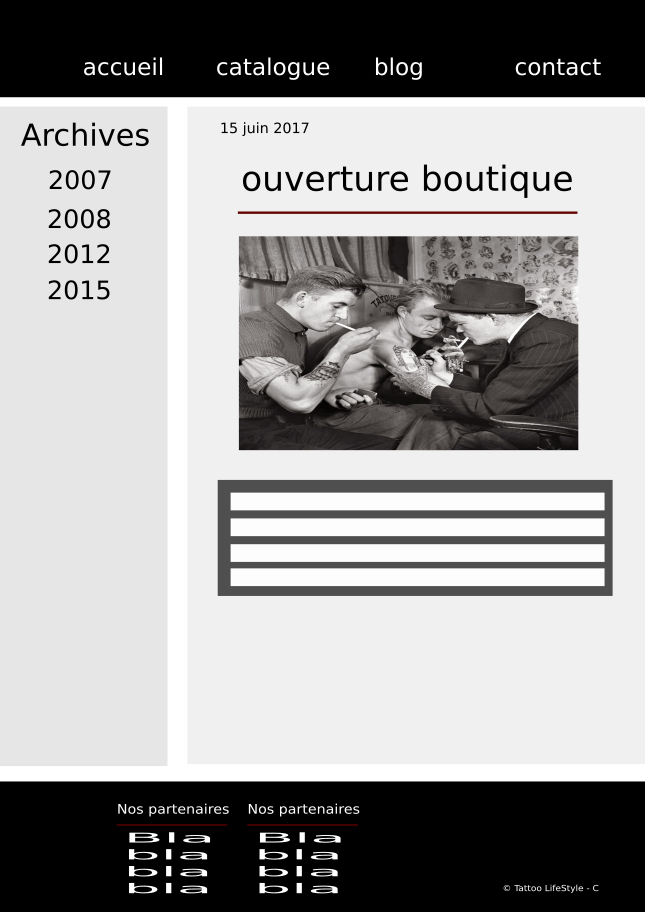 accueil catalogue blog contact
Archives
2007
2008
2012
2015
15 juin 2017
ouverture boutique
Nos partenaires
Bla
bla
bla
bla
Nos partenaires
Bla
bla
bla
bla
© Tattoo LifeStyle - C